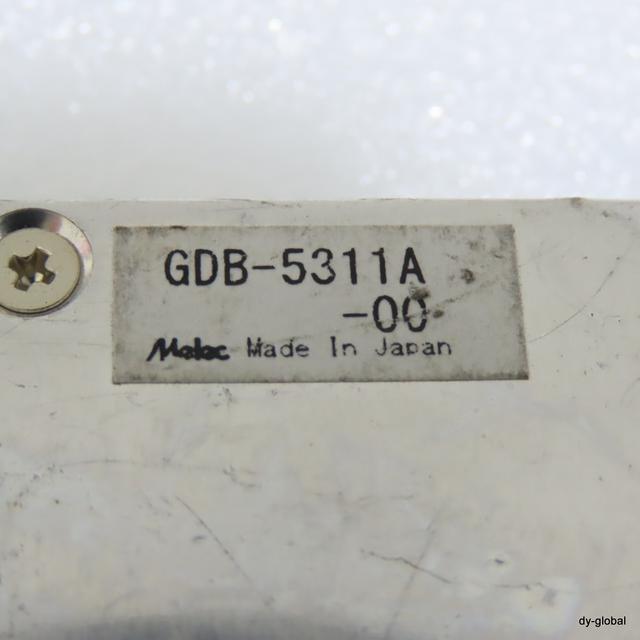 GDB-5311A
-00
Melec Made In Japan
dy-global